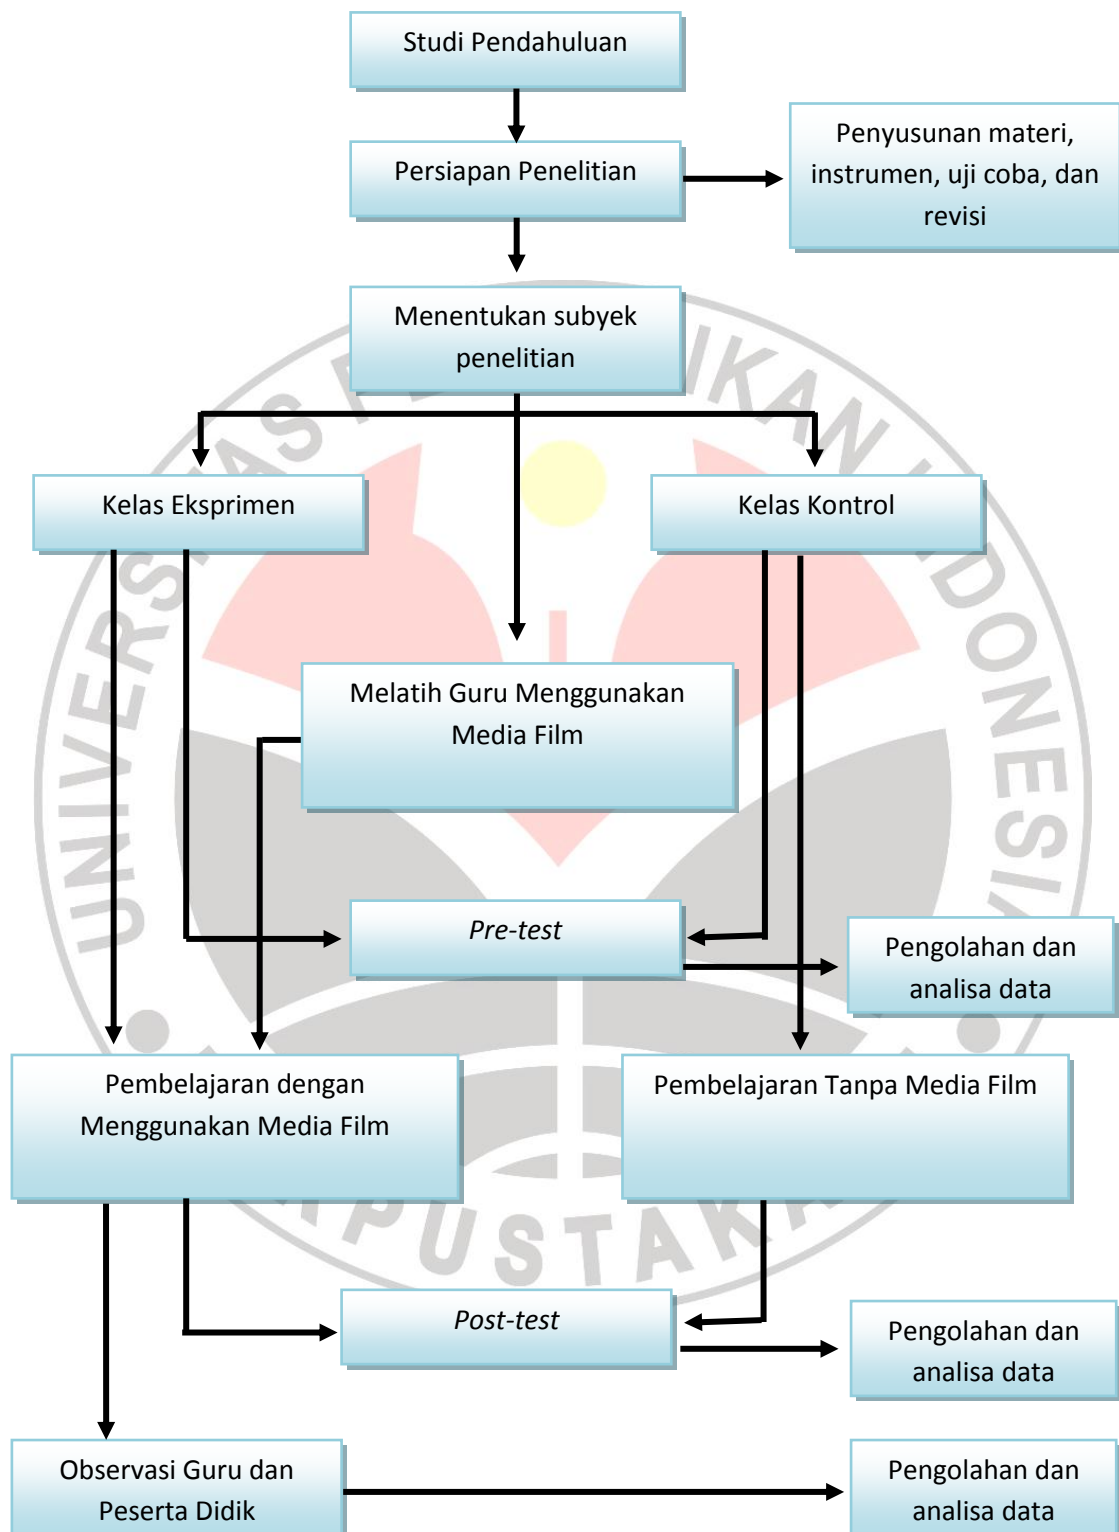 Studi Pendahuluan
Persiapan Penelitian
Penyusunan materi,
instrumen, uji coba, dan
revisi
Menentukan subyek
penelitian
Kelas Eksprimen
Kelas Kontrol
Melatih Guru Menggunakan
Media Film
Pre-test
Pengolahan dan
analisa data
Pembelajaran dengan
Menggunakan Media Film
Pembelajaran Tanpa Media Film
Post-test
Pengolahan dan
analisa data
Observasi Guru dan
Peserta Didik
Pengolahan dan
analisa data